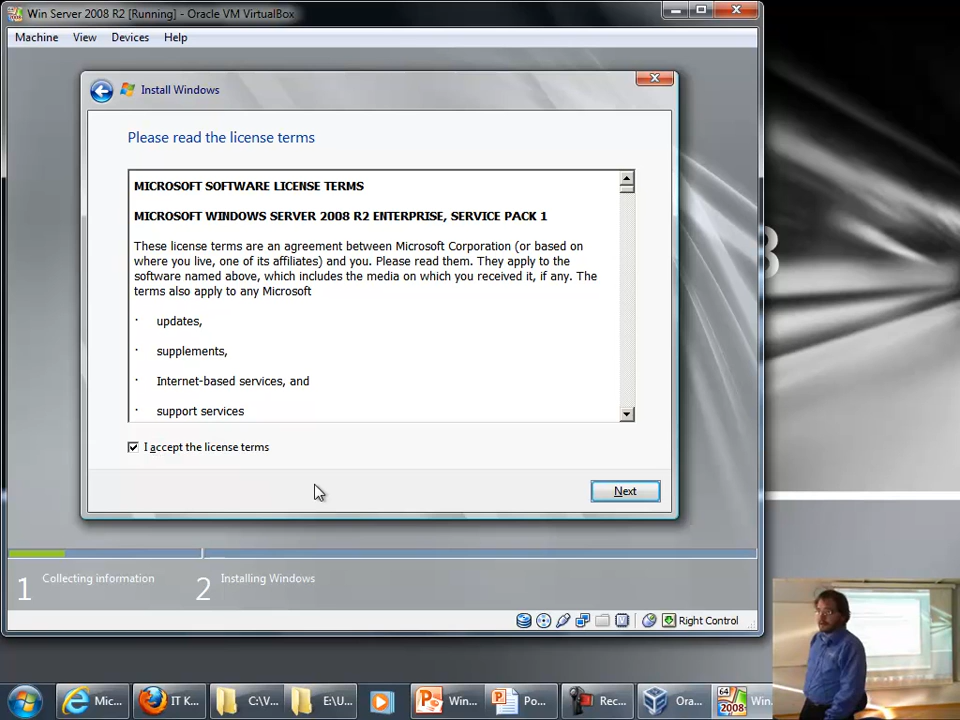 Win Server 2008 R2 [Running] - Oracle VM VirtualBox
Machine View Devices Help
Install Windows
Please read the license terms
MICROSOFT SOFTWARE LICENSE TERMS
MICROSOFT WINDOWS SERVER 2008 R2 ENTERPRISE, SERVICE PACK 1
These license terms are an agreement between Microsoft Corporation (or based on
where you live, one of its affiliates) and you. Please read them. They apply to the
software named above, which includes the media on which you received it, if any. The
terms also apply to any Microsoft
· updates,
· supplements,
· Internet-based services, and
· support services
I accept the license terms
Next
1 Collecting information
2 Installing Windows
Right Control
Mic...
IT K...
C:\V...
E:\U...
Win...
Po...
Rec...
Ora...
64
2008
Win